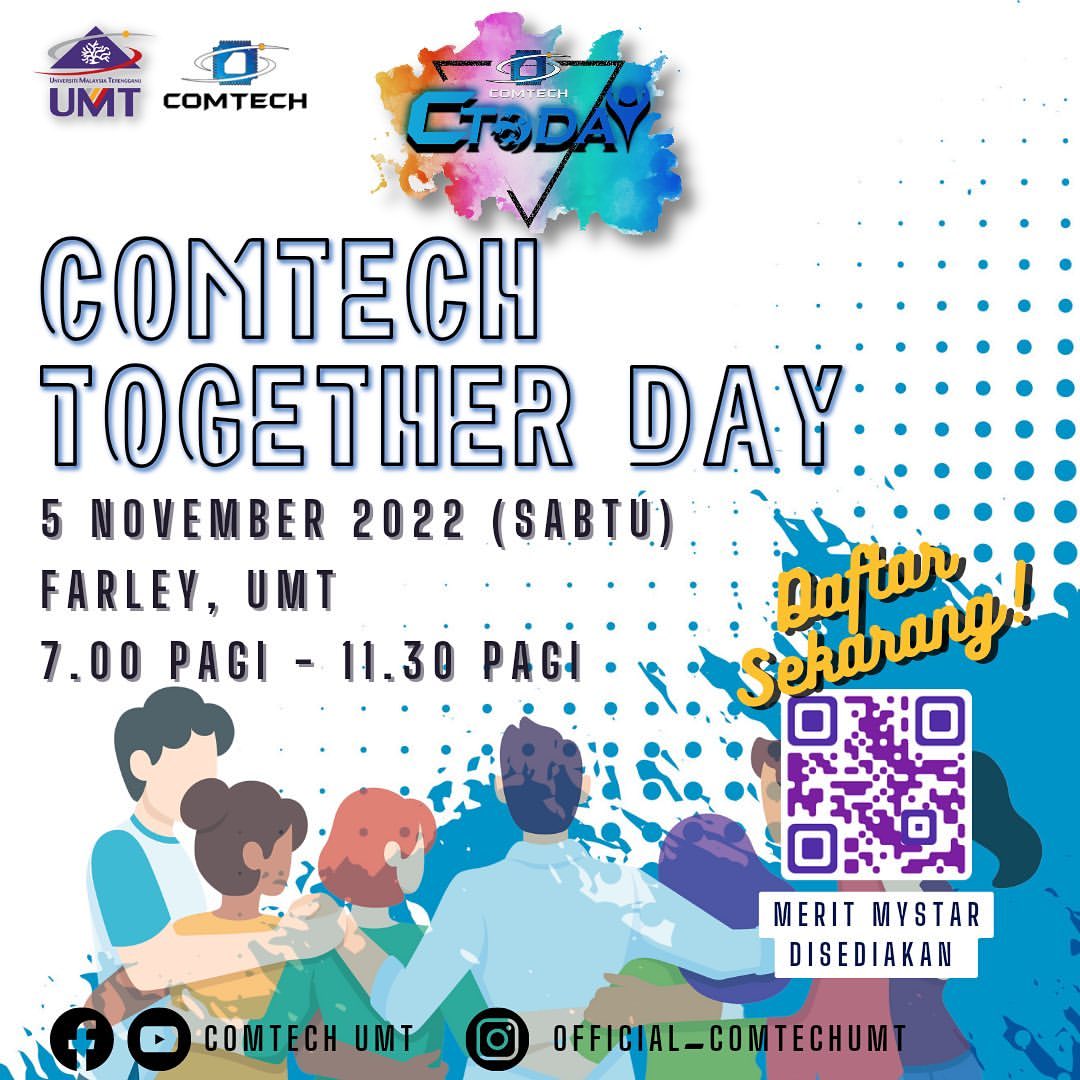 UNIVERSITI MALAYSIA TERENGGANU
UMT
COMTECH
COMTECH
CTODAY
COMTECH
TOGETHER DAY
5 NOVEMBER 2022 (SABTU)
FARLEY, UMT
7.00 PAGI - 11.30 PAGI
Daftar
Sekarang!
MERIT MYSTAR
DISEDIAKAN
COMTECH UMT
OFFICIAL_COMTECHUMT